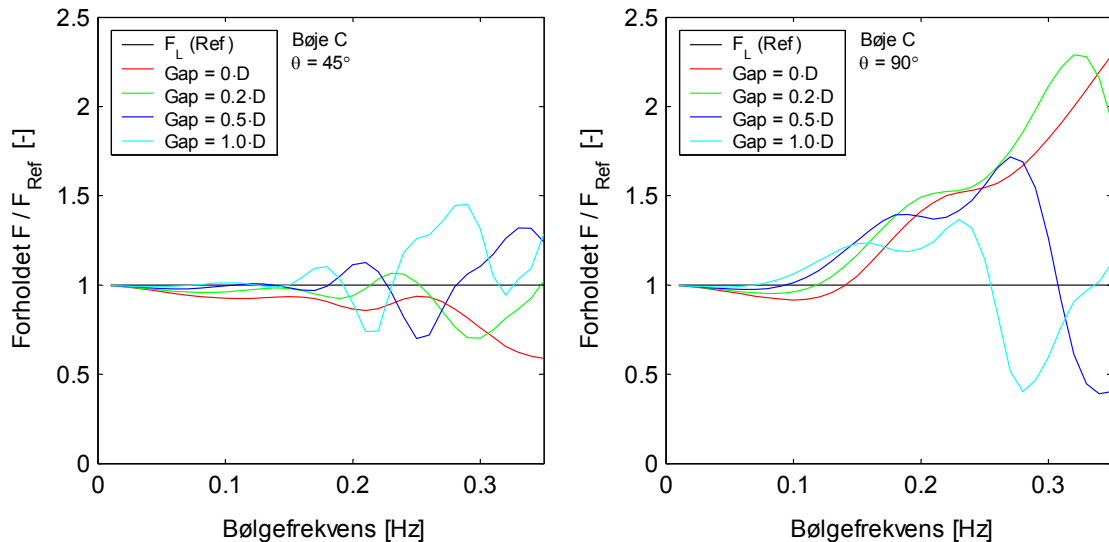 2.5
2
1.5
1
0.5
0
0
0.1
0.2
0.3
Forholdet F / F_Ref [-]
Bølgefrekvens [Hz]
F_L (Ref)
Gap = 0·D
Gap = 0.2·D
Gap = 0.5·D
Gap = 1.0·D
Bøje C
θ = 45°
2.5
2
1.5
1
0.5
0
0
0.1
0.2
0.3
Forholdet F / F_Ref [-]
Bølgefrekvens [Hz]
F_L (Ref)
Gap = 0·D
Gap = 0.2·D
Gap = 0.5·D
Gap = 1.0·D
Bøje C
θ = 90°